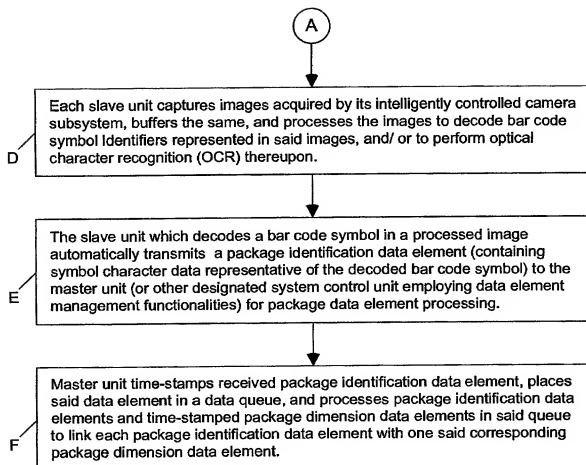 A
Each slave unit captures images acquired by its intelligently controlled camera
subsystem, buffers the same, and processes the images to decode bar code
symbol Identifiers represented in said images, and/ or to perform optical
character recognition (OCR) thereupon.
D
The slave unit which decodes a bar code symbol in a processed image
automatically transmits a package identification data element (containing
symbol character data representative of the decoded bar code symbol) to the
master unit (or other designated system control unit employing data element
management functionalities) for package data element processing.
E
Master unit time-stamps received package identification data element, places
said data element in a data queue, and processes package identification data
elements and time-stamped package dimension data elements in said queue
to link each package identification data element with one said corresponding
package dimension data element.
F